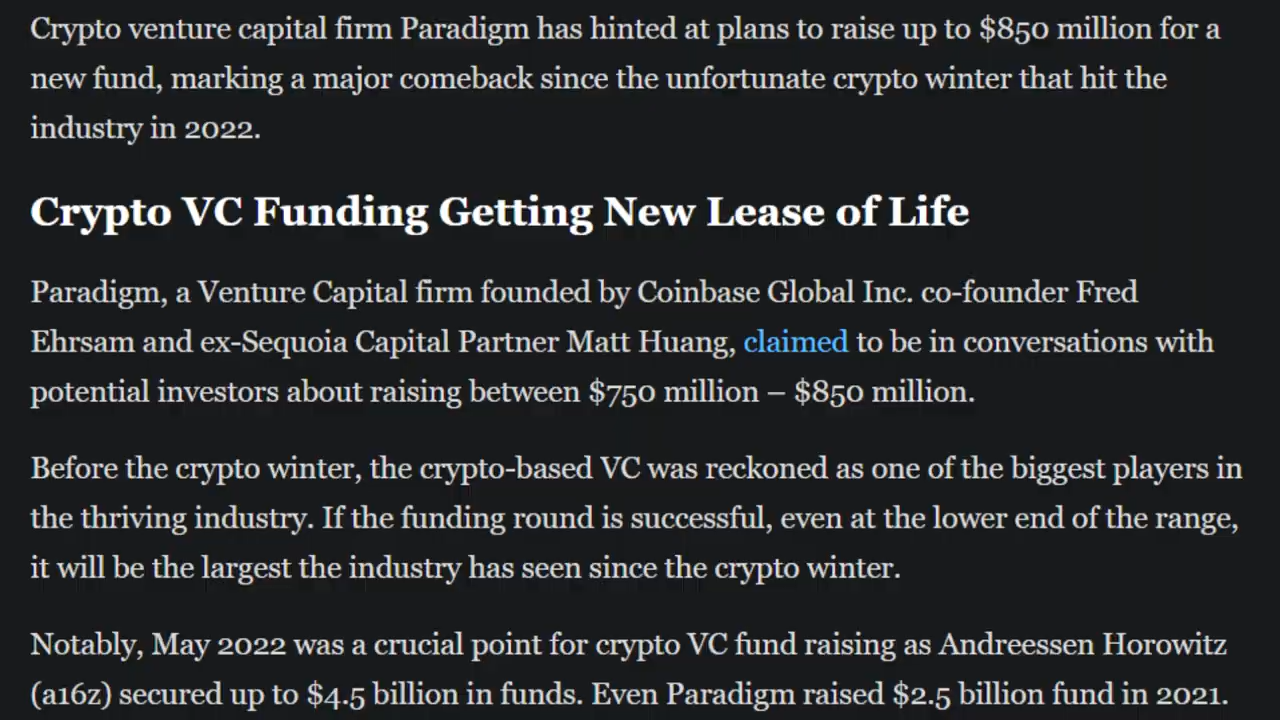 Crypto venture capital firm Paradigm has hinted at plans to raise up to $850 million for a
new fund, marking a major comeback since the unfortunate crypto winter that hit the
industry in 2022.
Crypto VC Funding Getting New Lease of Life
Paradigm, a Venture Capital firm founded by Coinbase Global Inc. co-founder Fred
Ehrsam and ex-Sequoia Capital Partner Matt Huang, claimed to be in conversations with
potential investors about raising between $750 million – $850 million.
Before the crypto winter, the crypto-based VC was reckoned as one of the biggest players in
the thriving industry. If the funding round is successful, even at the lower end of the range,
it will be the largest the industry has seen since the crypto winter.
Notably, May 2022 was a crucial point for crypto VC fund raising as Andreessen Horowitz
(a16z) secured up to $4.5 billion in funds. Even Paradigm raised $2.5 billion fund in 2021.